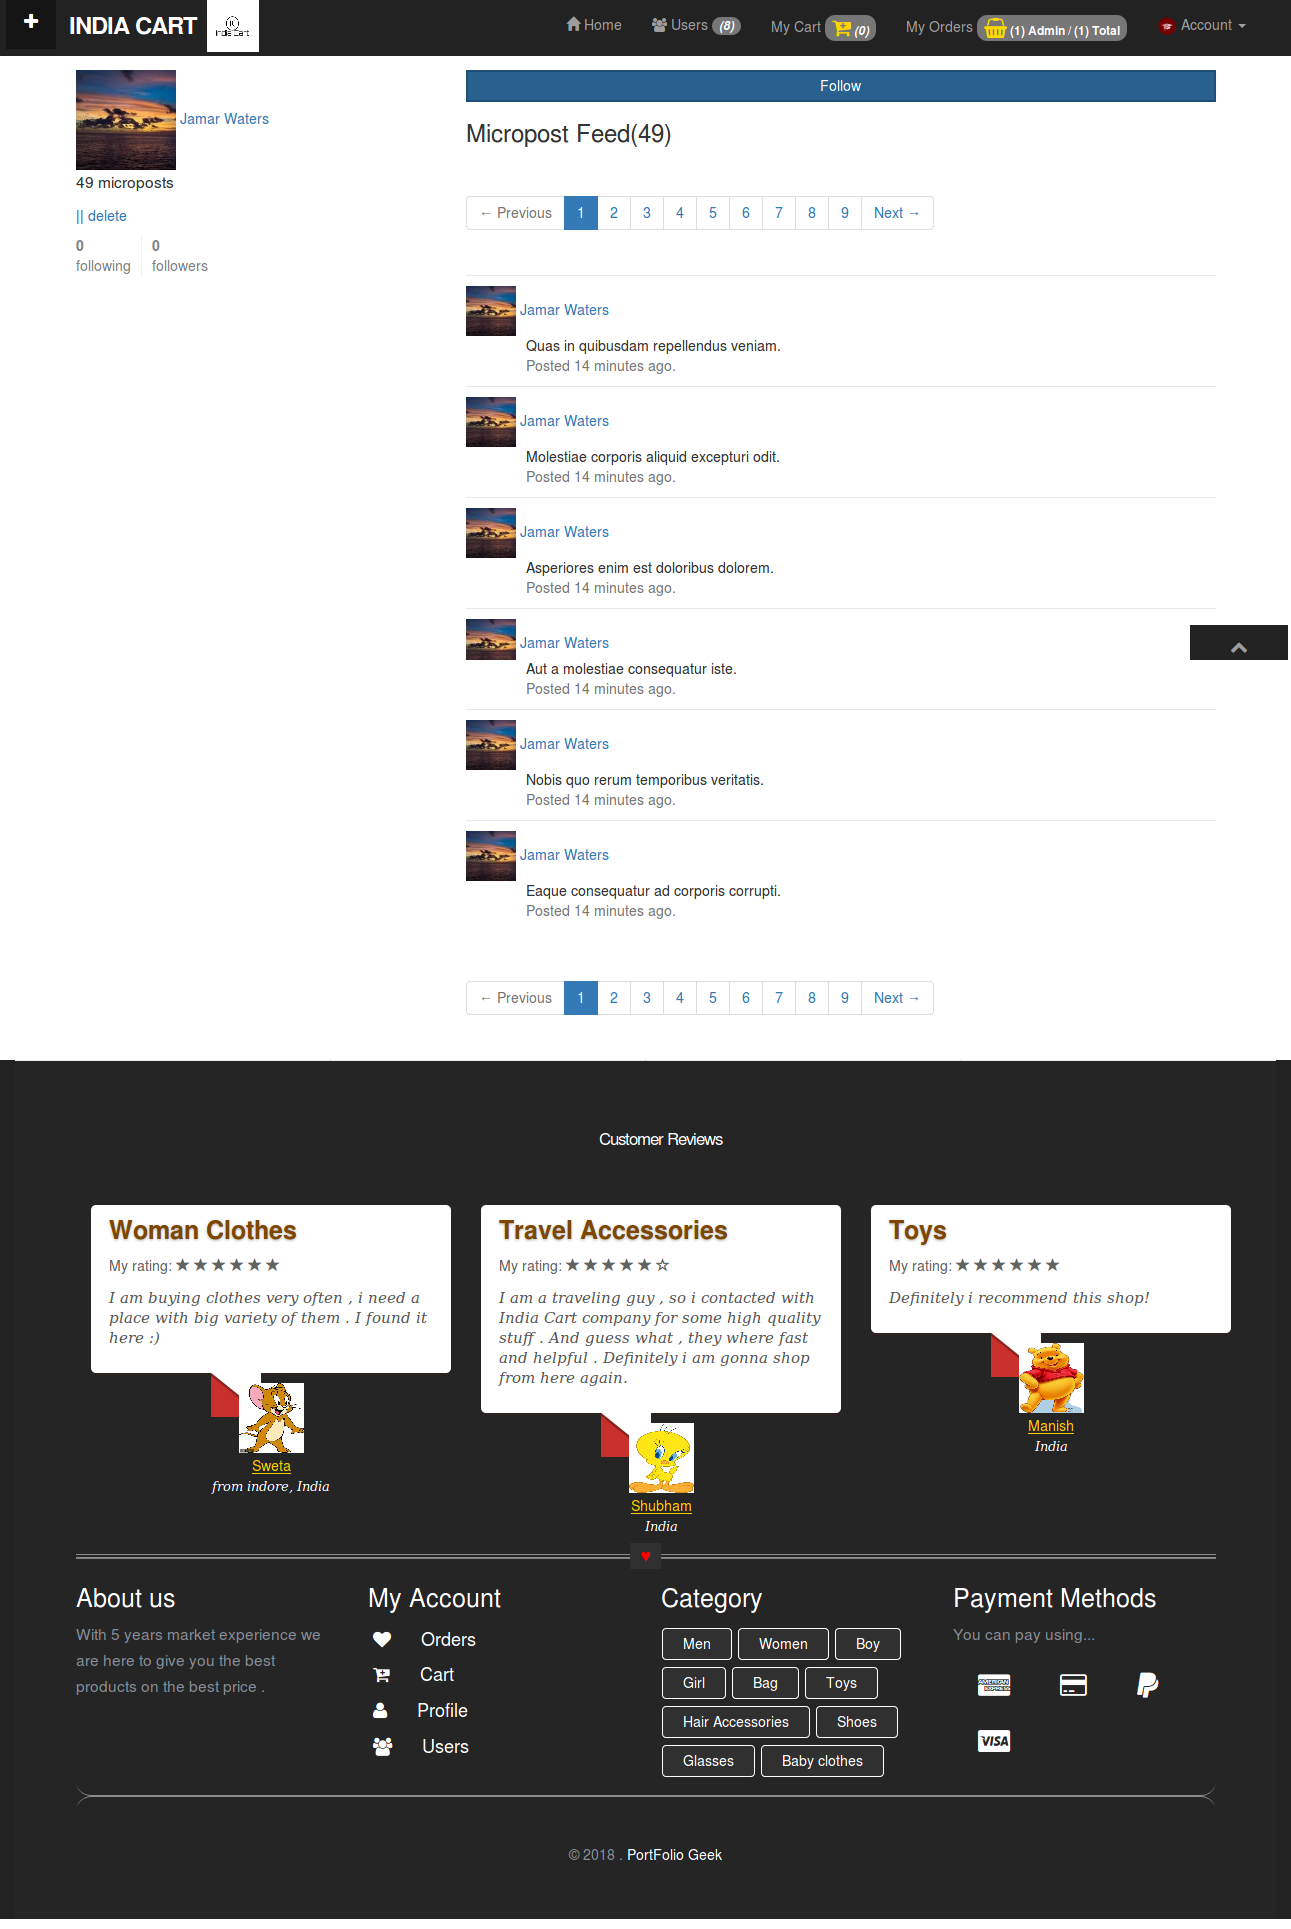 + INDIA CART India Cart Home Users (8) My Cart (0) My Orders (1) Admin / (1) Total Account
Jamar Waters
49 microposts
|| delete
0 0
following followers
Follow
Micropost Feed(49)
← Previous 1 2 3 4 5 6 7 8 9 Next →
Jamar Waters
Quas in quibusdam repellendus veniam.
Posted 14 minutes ago.
Jamar Waters
Molestiae corporis aliquid excepturi odit.
Posted 14 minutes ago.
Jamar Waters
Asperiores enim est doloribus dolorem.
Posted 14 minutes ago.
Jamar Waters
Aut a molestiae consequatur iste.
Posted 14 minutes ago.
Jamar Waters
Nobis quo rerum temporibus veritatis.
Posted 14 minutes ago.
Jamar Waters
Eaque consequatur ad corporis corrupti.
Posted 14 minutes ago.
← Previous 1 2 3 4 5 6 7 8 9 Next →
Customer Reviews
Woman Clothes
My rating: ★ ★ ★ ★ ★ ★
I am buying clothes very often , i need a
place with big variety of them . I found it
here :)
Sweta
from indore, India
Travel Accessories
My rating: ★ ★ ★ ★ ★ ☆
I am a traveling guy , so i contacted with
India Cart company for some high quality
stuff . And guess what , they where fast
and helpful . Definitely i am gonna shop
from here again.
Shubham
India
Toys
My rating: ★ ★ ★ ★ ★ ★
Definitely i recommend this shop!
Manish
India
♥
About us
With 5 years market experience we
are here to give you the best
products on the best price .
My Account
Orders
Cart
Profile
Users
Category
Men Women Boy
Girl Bag Toys
Hair Accessories Shoes
Glasses Baby clothes
Payment Methods
You can pay using...
AMERICAN EXPRESS
VISA
© 2018 . PortFolio Geek